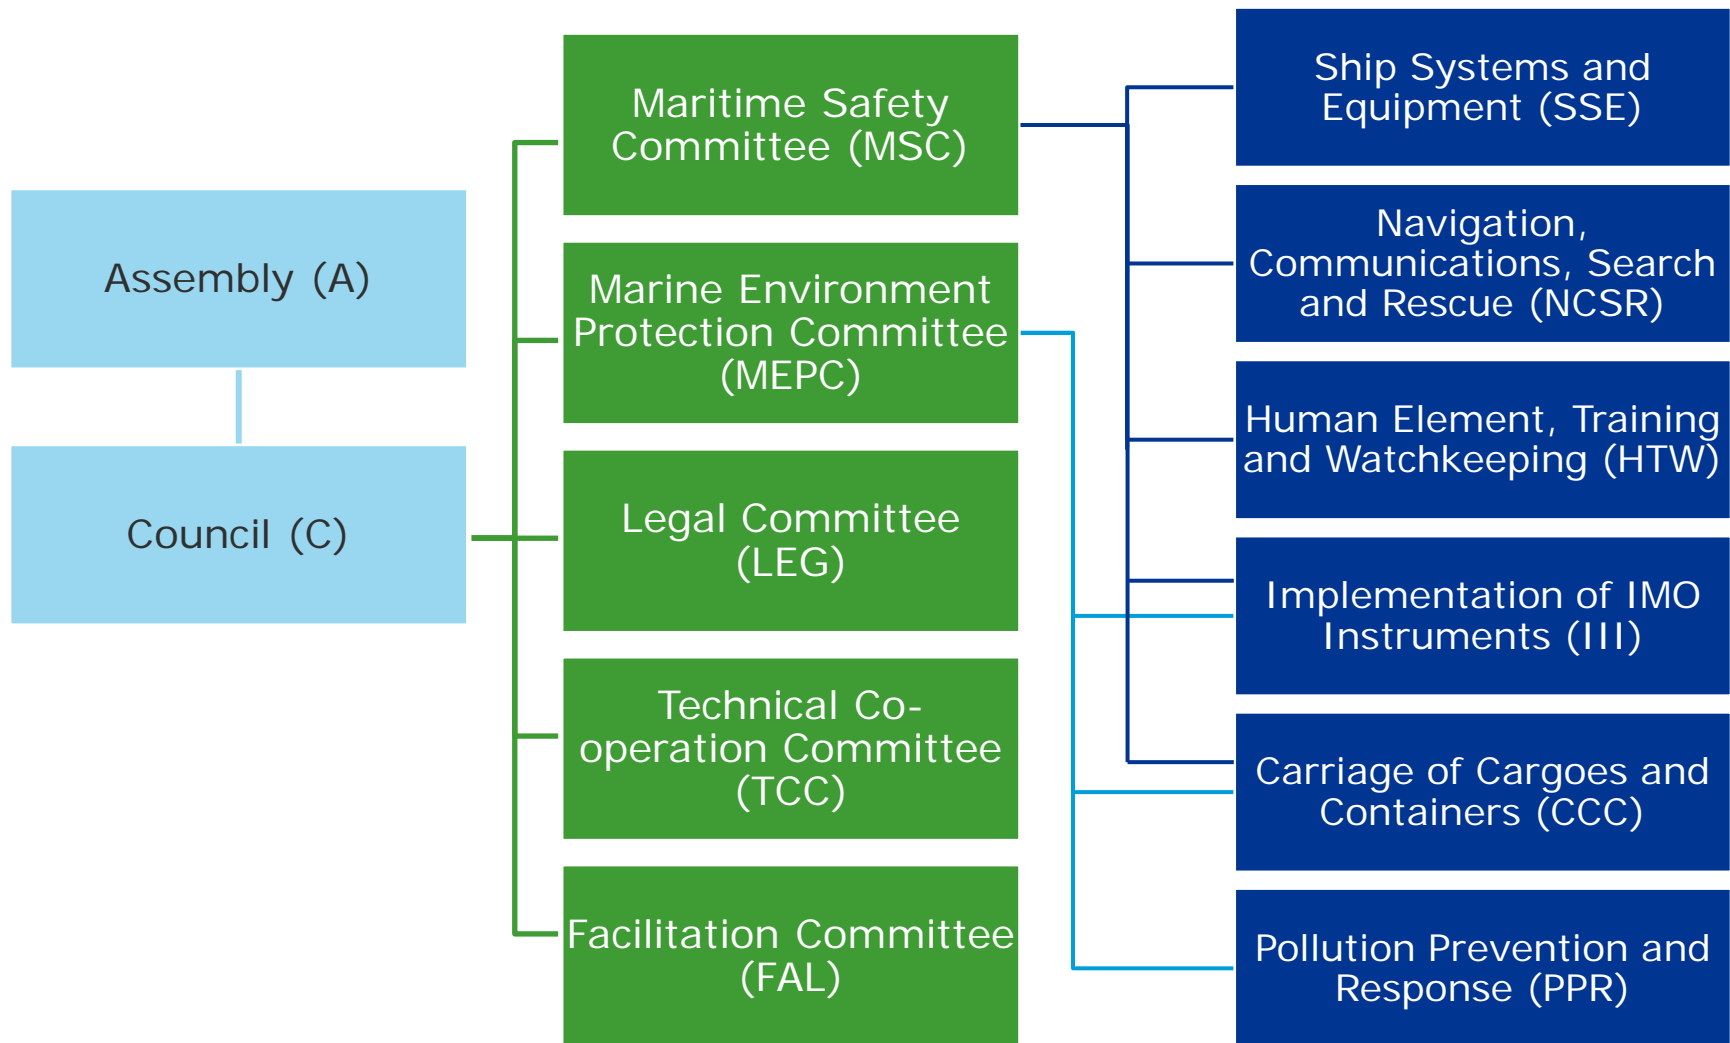 Assembly (A)
Council (C)
Maritime Safety
Committee (MSC)
Marine Environment
Protection Committee
(MEPC)
Legal Committee
(LEG)
Technical Co-
operation Committee
(TCC)
Facilitation Committee
(FAL)
Ship Systems and
Equipment (SSE)
Navigation,
Communications, Search
and Rescue (NCSR)
Human Element, Training
and Watchkeeping (HTW)
Implementation of IMO
Instruments (III)
Carriage of Cargoes and
Containers (CCC)
Pollution Prevention and
Response (PPR)